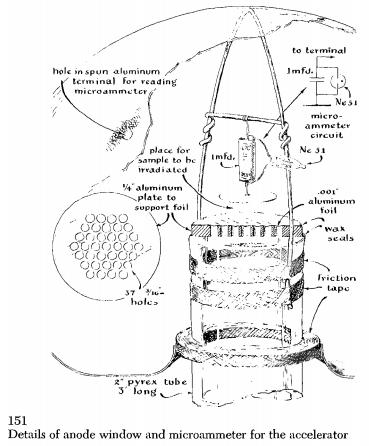 to terminal
1mfd.
Ne51
micro-
ammeter
circuit
hole in spun aluminum
terminal for reading
microammeter
place for
sample to be
irradiated
1mfd.
Ne 51
1/4" aluminum
plate to
support foil
.001"
aluminum
foil
wax
seals
friction
tape
37 3/16"
holes
2" pyrex tube
3' long
151
Details of anode window and microammeter for the accelerator